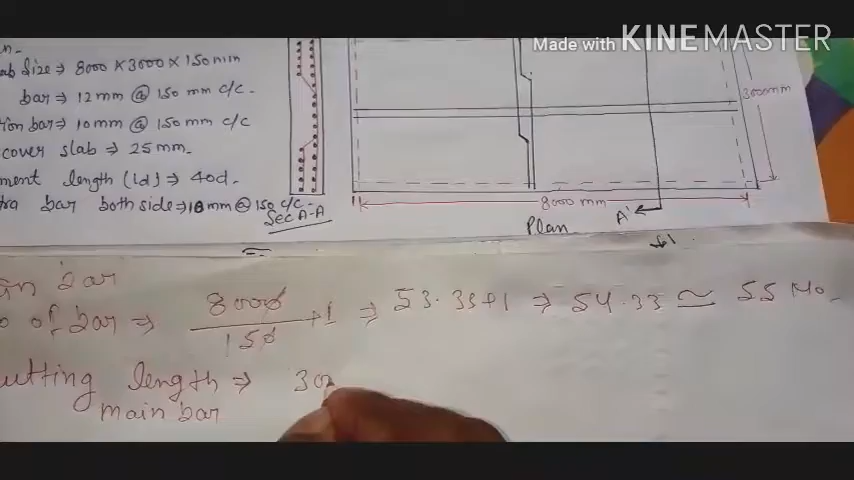 Made with KINEMASTER
n-
ab Size ⇒ 8000 × 3000 × 150 mm
bar ⇒ 12 mm @ 150 mm c/c -
tion bar ⇒ 10 mm @ 150 mm c/c
cover slab ⇒ 25 mm.
ment length (ld) ⇒ 40d.
tra bar both side ⇒ 10 mm @ 150 c/c-
Sec A-A
3000mm
8000 mm
Plan
A'
in bar
o of bar ⇒ 8000/150 +1 ⇒ 53.33+1 ⇒ 54.33 ≃ 55 No.
utting length ⇒ 300
main bar